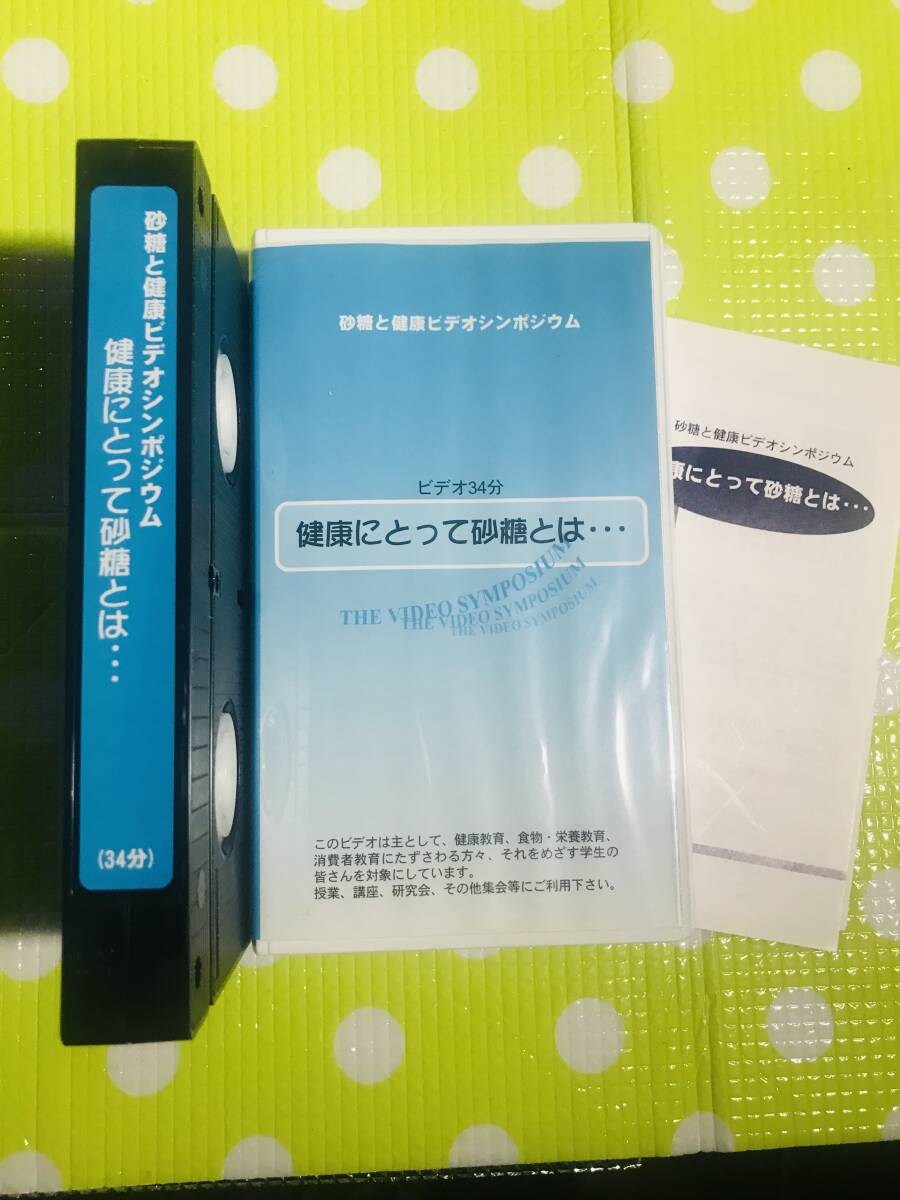 砂糖と健康ビデオシンポジウム
健康にとって砂糖とは・・・
(34分)
砂糖と健康ビデオシンポジウム
ビデオ34分
健康にとって砂糖とは・・・
THE VIDEO SYMPOSIUM
THE VIDEO SYMPOSIUM
THE VIDEO SYMPOSIUM
このビデオは主として、健康教育、食物・栄養教育、
消費者教育にたずさわる方々、それをめざす学生の
皆さんを対象にしています。
授業、講座、研究会、その他集会等にご利用下さい。
砂糖と健康ビデオシンポジウム
康にとって砂糖とは・・・